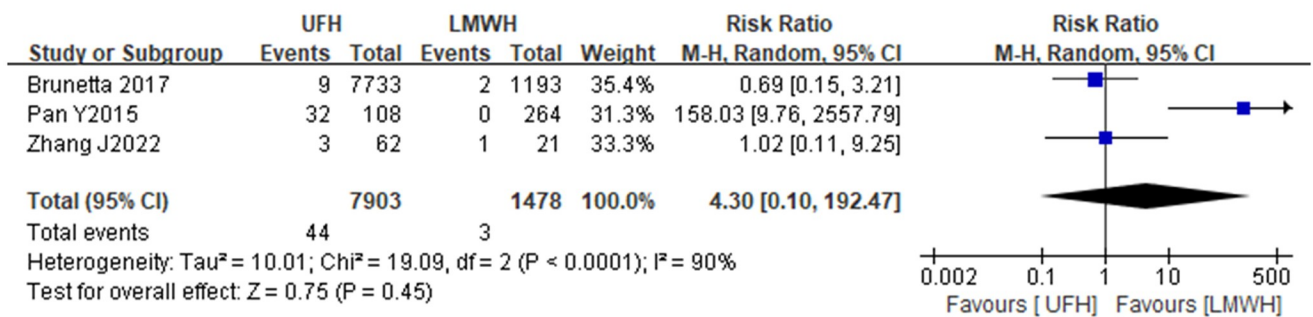 UFH LMWH Risk Ratio Risk Ratio
Study or Subgroup Events Total Events Total Weight M-H, Random, 95% CI M-H, Random, 95% CI
Brunetta 2017 9 7733 2 1193 35.4% 0.69 [0.15, 3.21]
Pan Y2015 32 108 0 264 31.3% 158.03 [9.76, 2557.79]
Zhang J2022 3 62 1 21 33.3% 1.02 [0.11, 9.25]
Total (95% CI) 7903 1478 100.0% 4.30 [0.10, 192.47]
Total events 44 3
Heterogeneity: Tau² = 10.01; Chi² = 19.09, df = 2 (P < 0.0001); I² = 90%
Test for overall effect: Z = 0.75 (P = 0.45)
0.002 0.1 1 10 500
Favours [ UFH] Favours [LMWH]